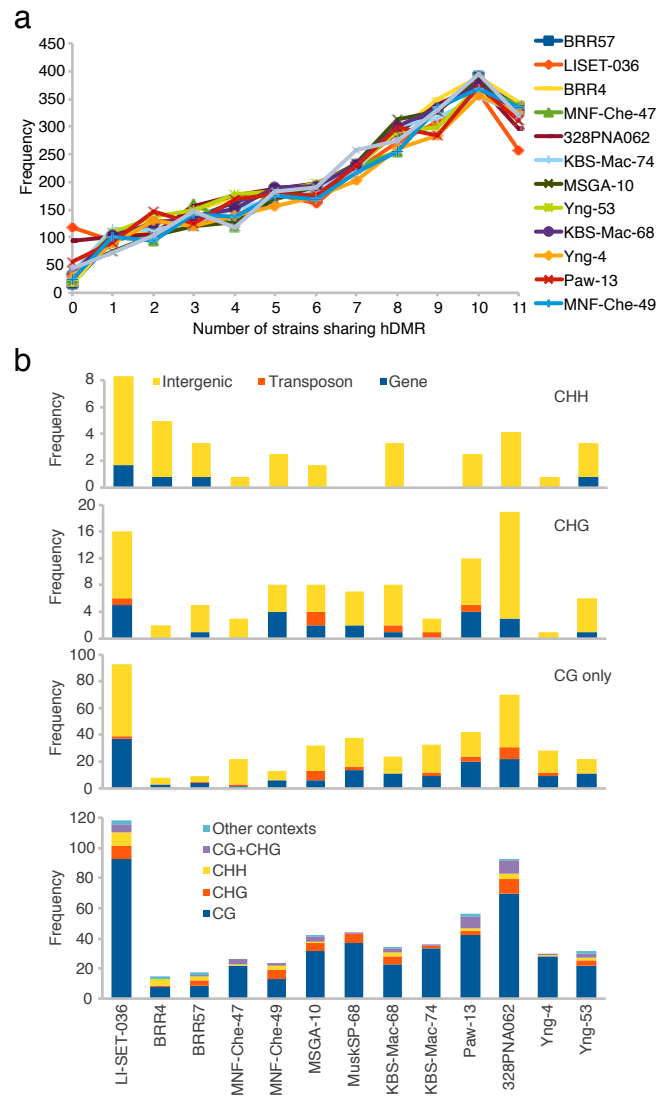 a
450
400
350
300
250
200
150
100
50
0
Frequency
0 1 2 3 4 5 6 7 8 9 10 11
Number of strains sharing hDMR
BRR57
LISET-036
BRR4
MNF-Che-47
328PNA062
KBS-Mac-74
MSGA-10
Yng-53
KBS-Mac-68
Yng-4
Paw-13
MNF-Che-49
b
Intergenic Transposon Gene
CHH
Frequency
8
6
4
2
0
CHG
Frequency
20
16
12
8
4
0
CG only
Frequency
100
80
60
40
20
0
Other contexts
CG+CHG
CHH
CHG
CG
Frequency
120
100
80
60
40
20
0
LI-SET-036
BRR4
BRR57
MNF-Che-47
MNF-Che-49
MSGA-10
MuskSP-68
KBS-Mac-68
KBS-Mac-74
Paw-13
328PNA062
Yng-4
Yng-53